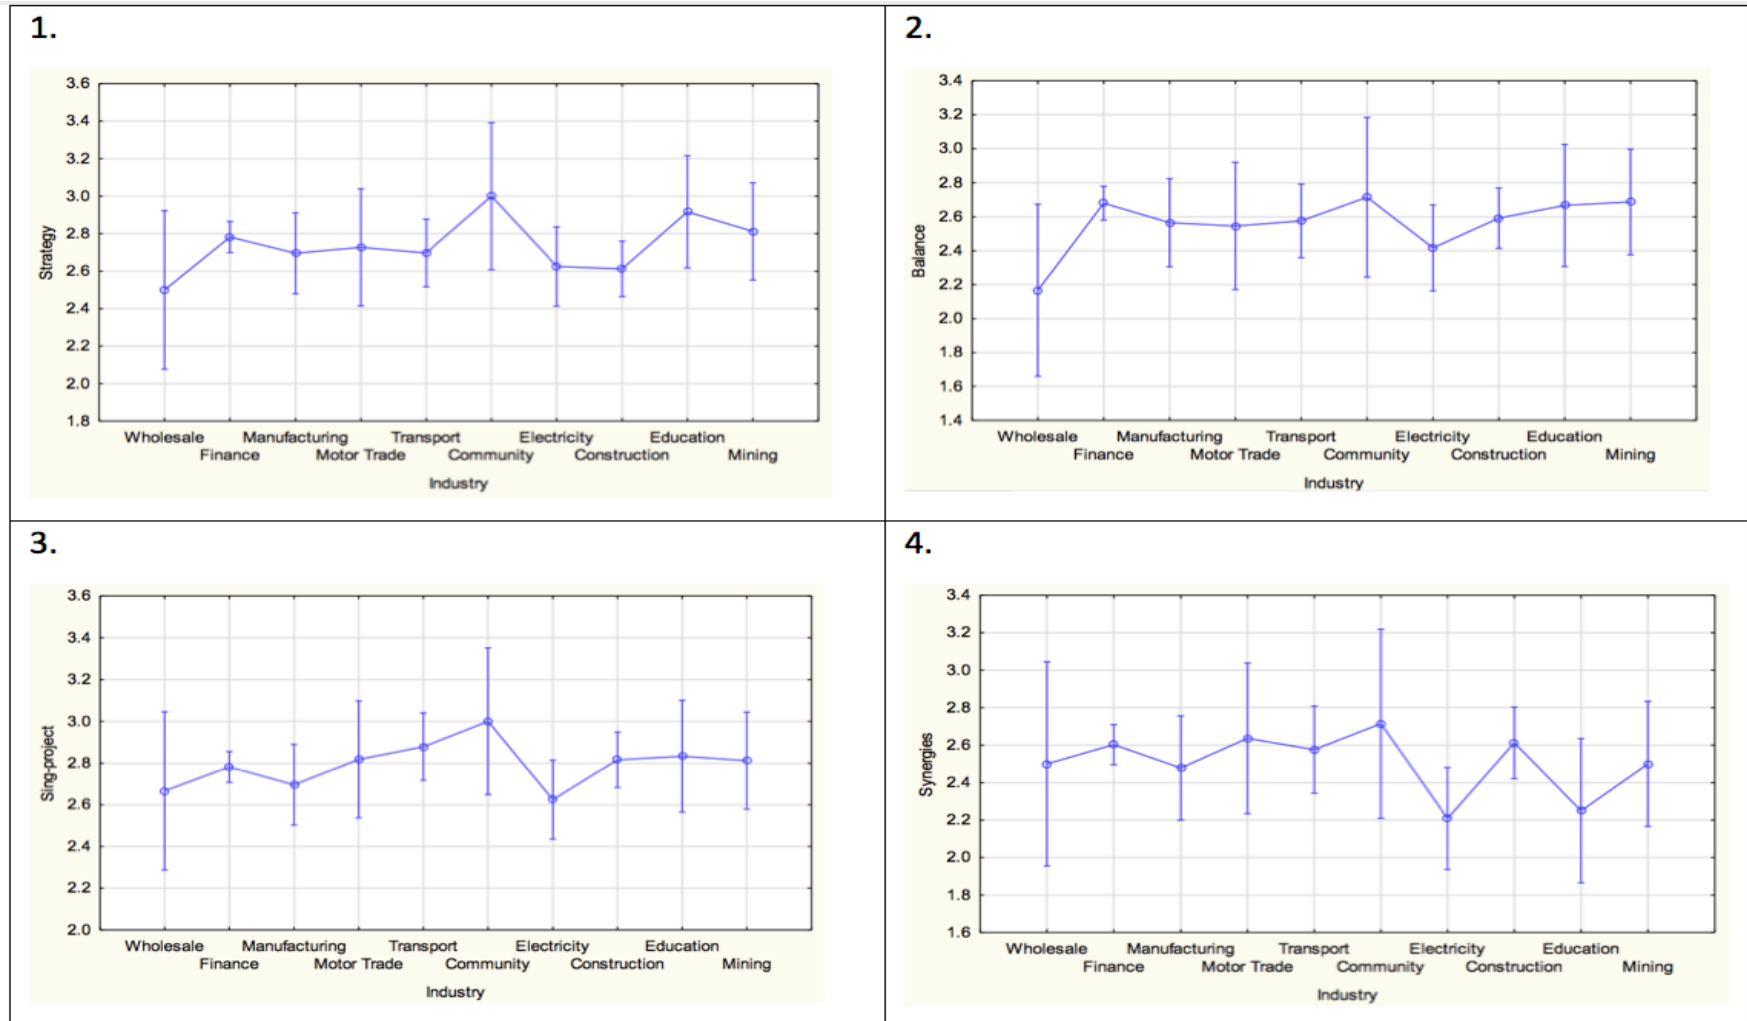 1.
3.6
3.4
3.2
3.0
2.8
2.6
2.4
2.2
2.0
1.8
Strategy
Wholesale Manufacturing Transport Electricity Education
Finance Motor Trade Community Construction Mining
Industry
2.
3.4
3.2
3.0
2.8
2.6
2.4
2.2
2.0
1.8
1.6
1.4
Balance
Wholesale Manufacturing Transport Electricity Education
Finance Motor Trade Community Construction Mining
Industry
3.
3.6
3.4
3.2
3.0
2.8
2.6
2.4
2.2
2.0
Sing-project
Wholesale Manufacturing Transport Electricity Education
Finance Motor Trade Community Construction Mining
Industry
4.
3.4
3.2
3.0
2.8
2.6
2.4
2.2
2.0
1.8
1.6
Synergies
Wholesale Manufacturing Transport Electricity Education
Finance Motor Trade Community Construction Mining
Industry